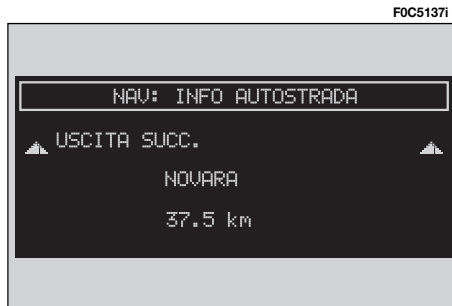 F0C5137i
NAV: INFO AUTOSTRADA
USCITA SUCC.
NOVARA
37.5 km